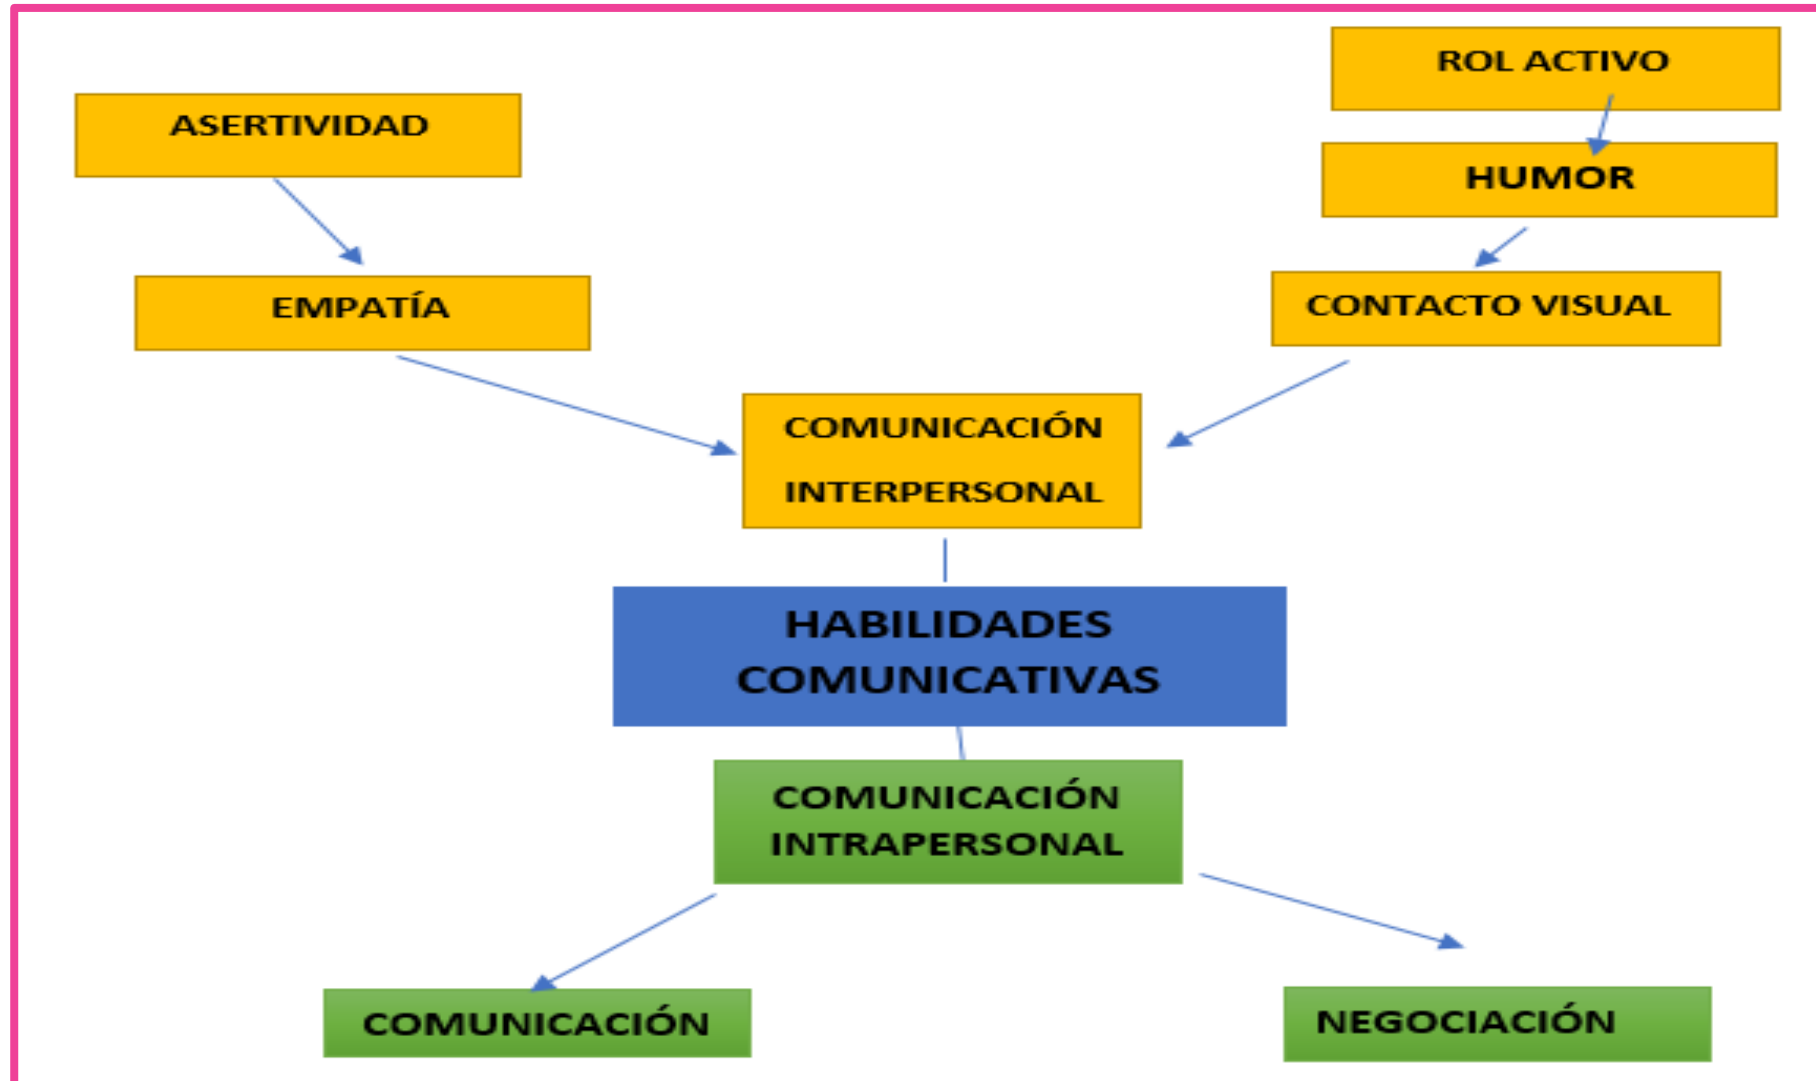 ROL ACTIVO
ASERTIVIDAD
HUMOR
EMPATÍA
CONTACTO VISUAL
COMUNICACIÓN
INTERPERSONAL
HABILIDADES
COMUNICATIVAS
COMUNICACIÓN
INTRAPERSONAL
COMUNICACIÓN
NEGOCIACIÓN